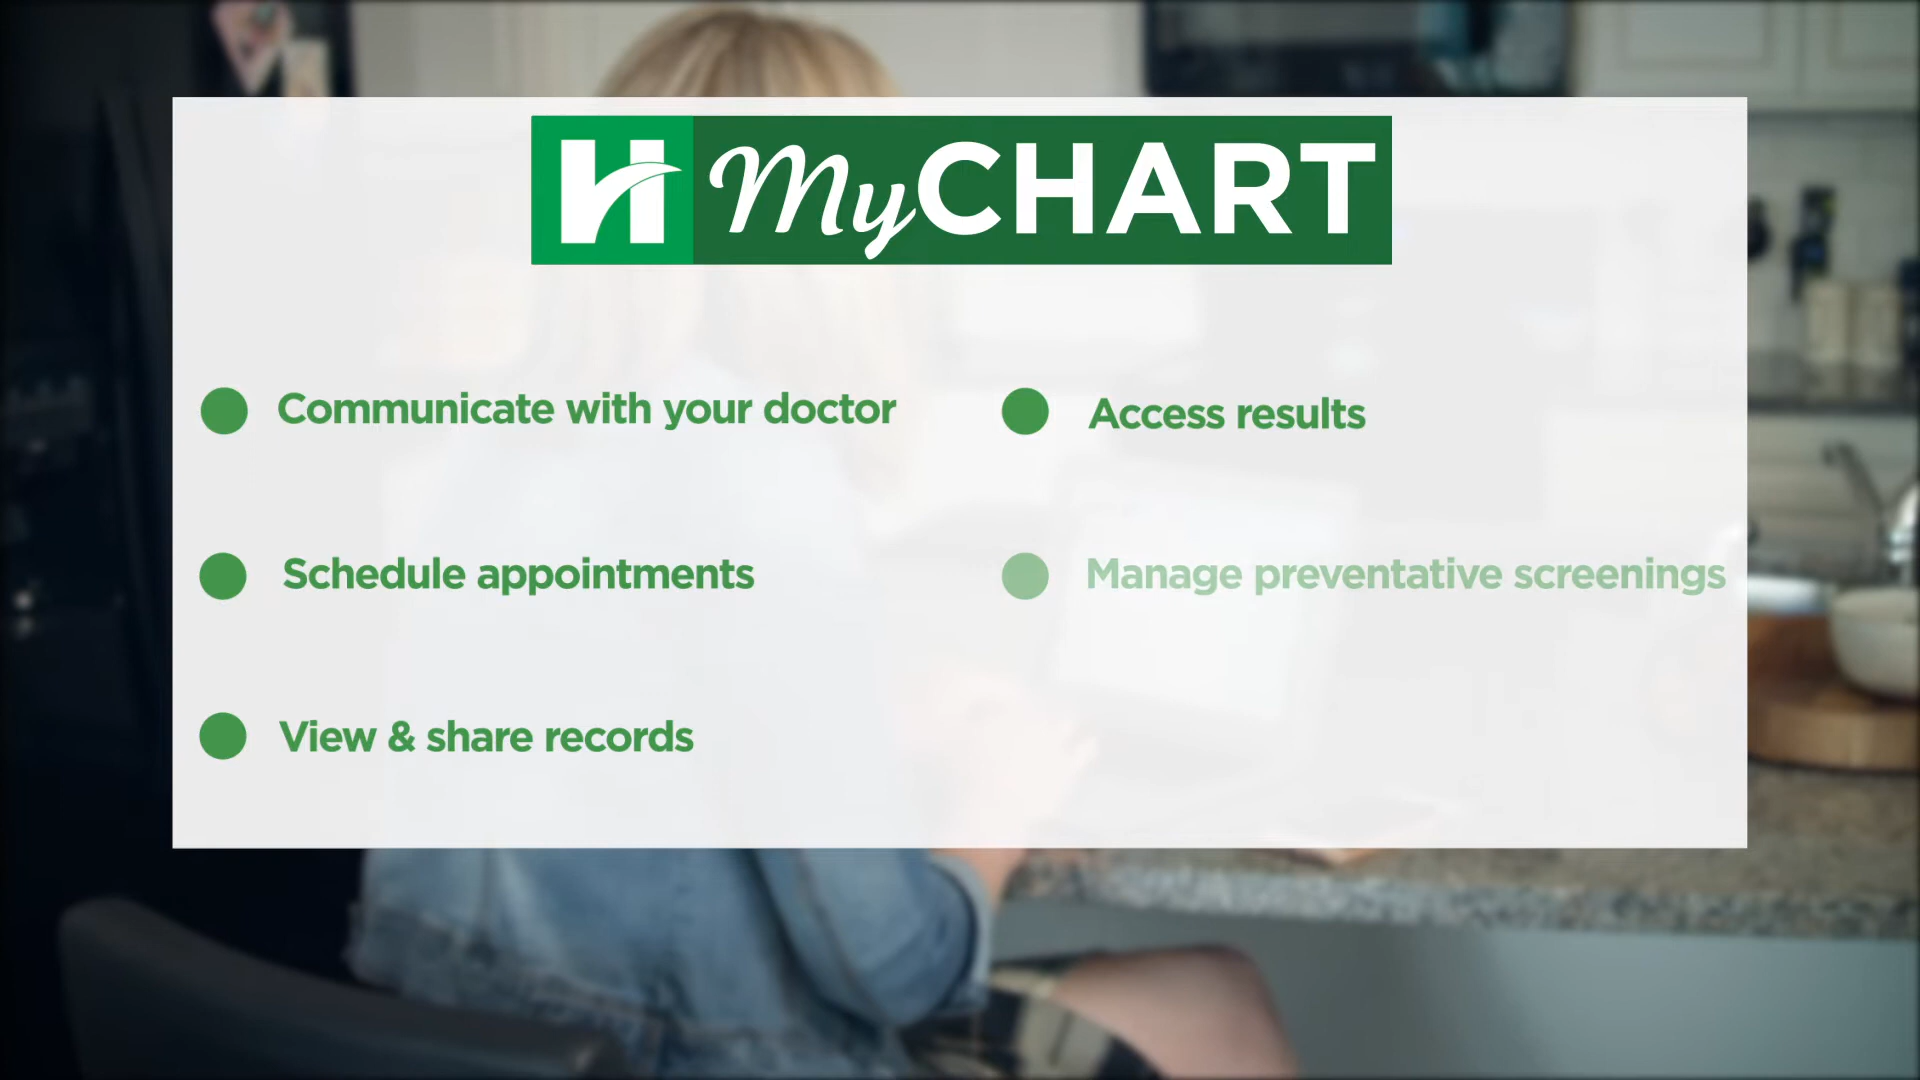 MyCHART
Communicate with your doctor
Schedule appointments
View & share records
Access results
Manage preventative screenings